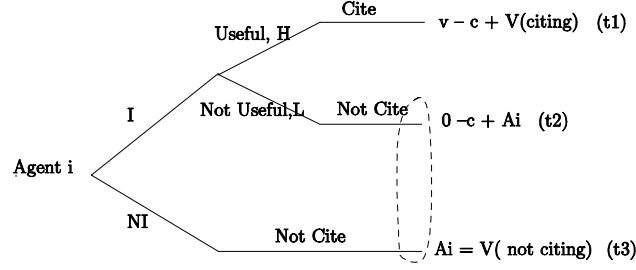 Cite
v – c + V(citing) (t1)
Useful, H
I
Not Useful,L
Not Cite
0 –c + Ai (t2)
Agent i
NI
Not Cite
Ai = V( not citing) (t3)